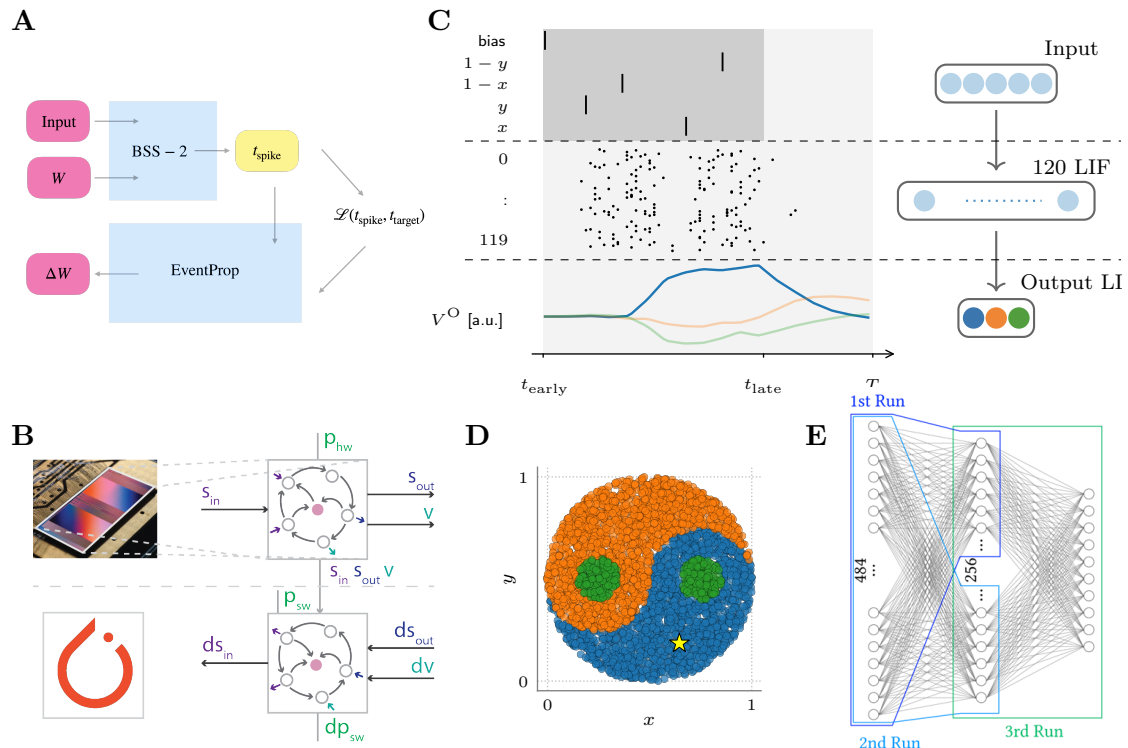 A
Input
W
BSS − 2
t_spike
ℒ(t_spike, t_target)
EventProp
ΔW
C
bias
1 − y
1 − x
y
x
0
:
119
V^O [a.u.]
t_early
t_late
T
Input
120 LIF
Output LI
B
p_hw
s_in
s_out
v
s_in s_out v
p_sw
ds_in
ds_out
dv
dp_sw
D
1
y
0
0
x
1
E
1st Run
484
...
256
...
...
2nd Run
3rd Run